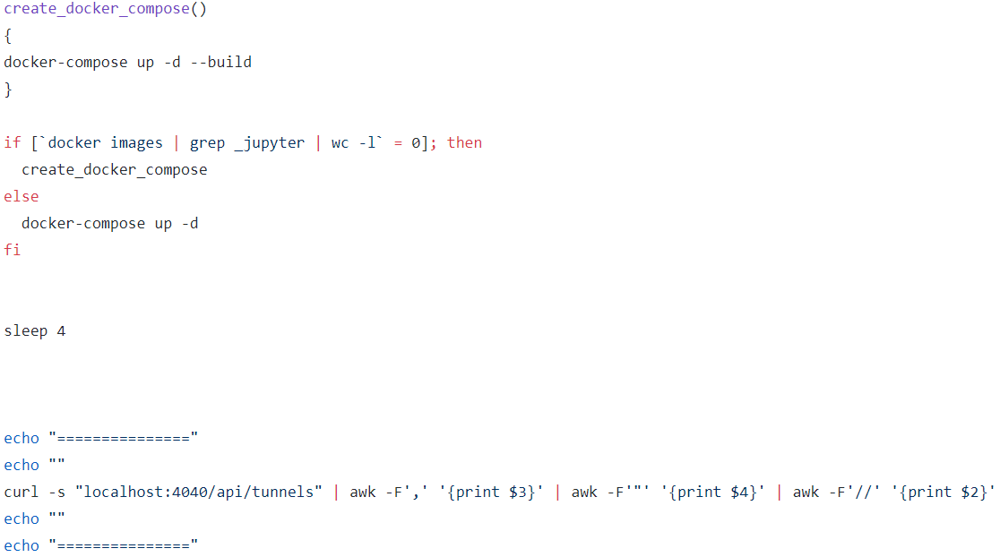 create_docker_compose()
{
docker-compose up -d --build
}
if [`docker images | grep _jupyter | wc -l` = 0]; then
create_docker_compose
else
docker-compose up -d
fi
sleep 4
echo "==============="
echo ""
curl -s "localhost:4040/api/tunnels" | awk -F',' '{print $3}' | awk -F'"' '{print $4}' | awk -F'//' '{print $2}'
echo ""
echo "==============="